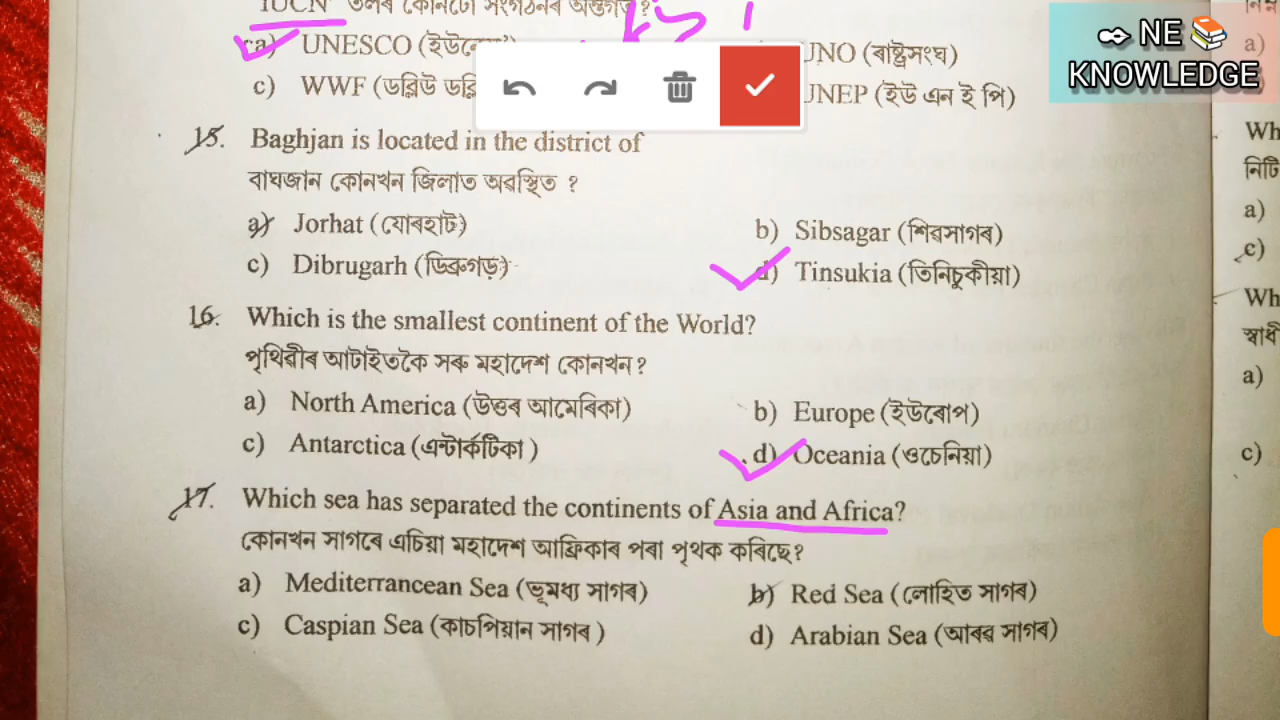 IUCN তলৰ কোনটো সংগঠনৰ অন্তৰ্গত?
a) UNESCO
UNO (ৰাষ্ট্ৰসংঘ)
c) WWF (ডব্লিউ
UNEP (ইউ এন ই পি)
NE
KNOWLEDGE
15. Baghjan is located in the district of
বাঘজান কোনখন জিলাত অৱস্থিত ?
a) Jorhat (যোৰহাট)
b) Sibsagar (শিৱসাগৰ)
c) Dibrugarh (ডিব্ৰুগড়)
d) Tinsukia (তিনিচুকীয়া)
16. Which is the smallest continent of the World?
পৃথিৱীৰ আটাইতকৈ সৰু মহাদেশ কোনখন?
a) North America (উত্তৰ আমেৰিকা)
b) Europe (ইউৰোপ)
c) Antarctica (এন্টাৰ্কটিকা )
d) Oceania (ওচেনিয়া)
17. Which sea has separated the continents of Asia and Africa?
কোনখন সাগৰে এচিয়া মহাদেশ আফ্ৰিকাৰ পৰা পৃথক কৰিছে?
a) Mediterrancean Sea (ভূমধ্য সাগৰ)
b) Red Sea (লোহিত সাগৰ)
c) Caspian Sea (কাচপিয়ান সাগৰ )
d) Arabian Sea (আৰৱ সাগৰ)
a)
Wh
নিটি
a)
c)
Wh
স্বাধী
a)
c)